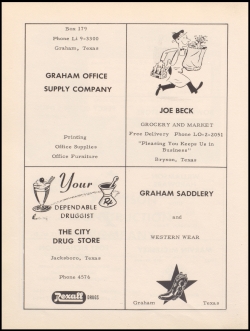 Box 179
Phone LI 9-3300
Graham, Texas
GRAHAM OFFICE
SUPPLY COMPANY
Printing
Office Supplies
Office Furniture
JOE BECK
GROCERY AND MARKET
Free Delivery Phone LO-2-2051
"Pleasing You Keeps Us in
Business"
Bryson, Texas
Your
DEPENDABLE
DRUGGIST
THE CITY
DRUG STORE
Jacksboro, Texas
Phone 4574
Rexall DRUGS
GRAHAM SADDLERY
and
WESTERN WEAR
Graham Texas